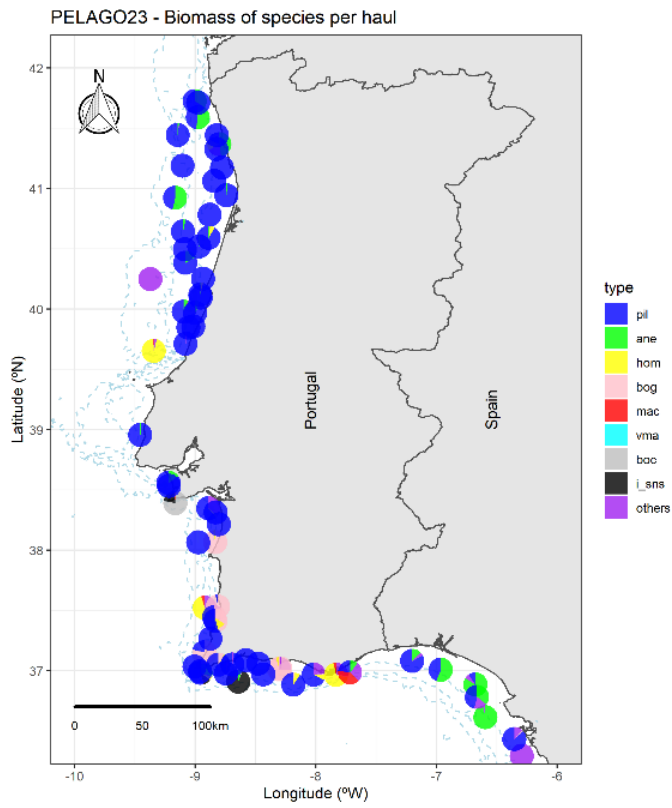 PELAGO23 - Biomass of species per haul
42
41
40
39
38
37
-10
-9
-8
-7
-6
Latitude (ºN)
Longitude (ºW)
N
Portugal
Spain
0
50
100km
type
pil
ane
hom
bog
mac
vma
boc
i_sns
others